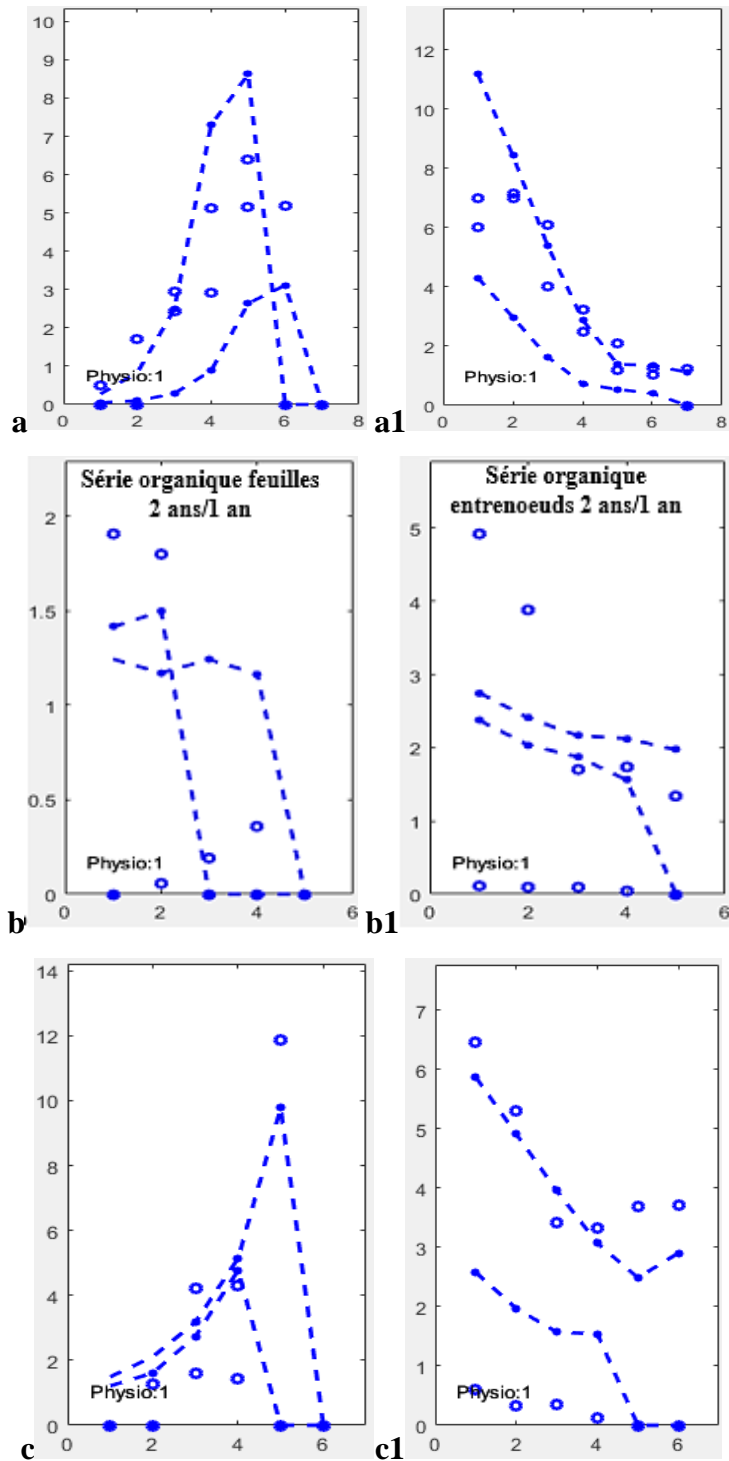 10
9
8
7
6
5
4
3
2
1
0
Physio:1
0 2 4 6 8
a
12
10
8
6
4
2
0
Physio:1
0 2 4 6 8
a1
Série organique feuilles
2 ans/1 an
2
1.5
1
0.5
0
Physio:1
0 2 4 6
b
Série organique
entrenoeuds 2 ans/1 an
5
4
3
2
1
0
Physio:1
0 2 4 6
b1
14
12
10
8
6
4
2
0
Physio:1
0 2 4 6
c
7
6
5
4
3
2
1
0
Physio:1
0 2 4 6
c1